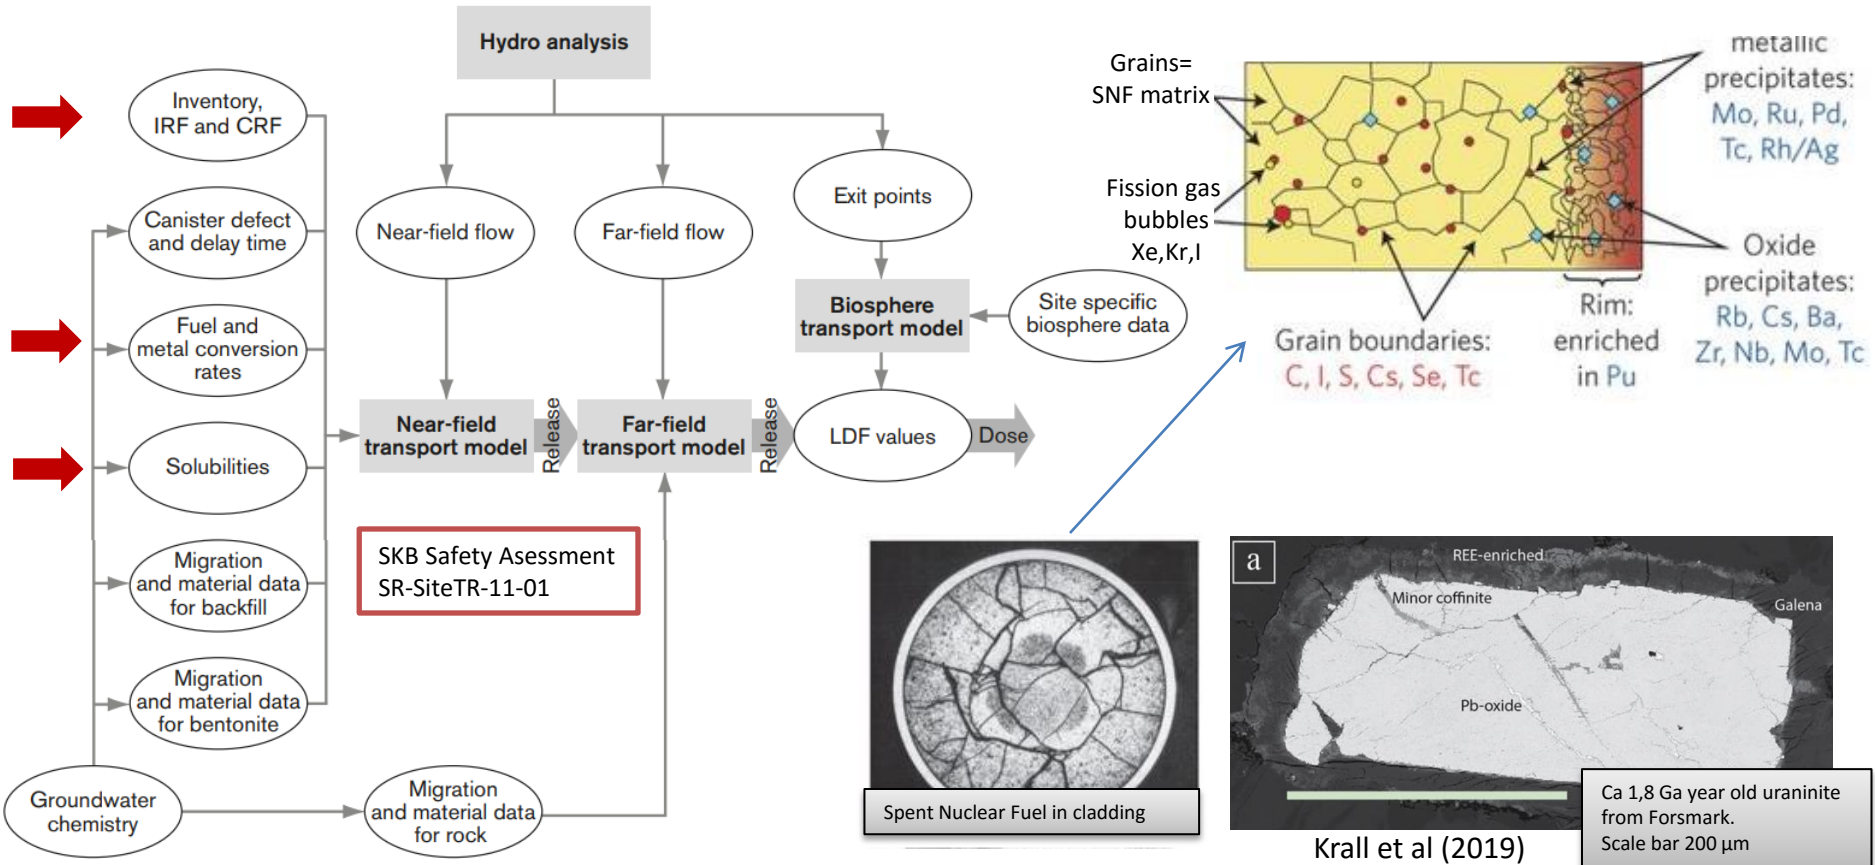 Hydro analysis
Inventory,
IRF and CRF
Canister defect
and delay time
Near-field flow
Far-field flow
Exit points
Fuel and
metal conversion
rates
Biosphere
transport model
Site specific
biosphere data
Solubilities
Near-field
transport model
Release
Far-field
transport model
Release
LDF values
Dose
Migration
and material data
for backfill
SKB Safety Asessment
SR-SiteTR-11-01
Migration
and material data
for bentonite
Groundwater
chemistry
Migration
and material data
for rock
Grains=
SNF matrix
Fission gas
bubbles
Xe,Kr,I
metallic
precipitates:
Mo, Ru, Pd,
Tc, Rh/Ag
Oxide
precipitates:
Rb, Cs, Ba,
Zr, Nb, Mo, Tc
Grain boundaries:
C, I, S, Cs, Se, Tc
Rim:
enriched
in Pu
Spent Nuclear Fuel in cladding
a
REE-enriched
Minor coffinite
Galena
Pb-oxide
Ca 1,8 Ga year old uraninite
from Forsmark.
Scale bar 200 µm
Krall et al (2019)